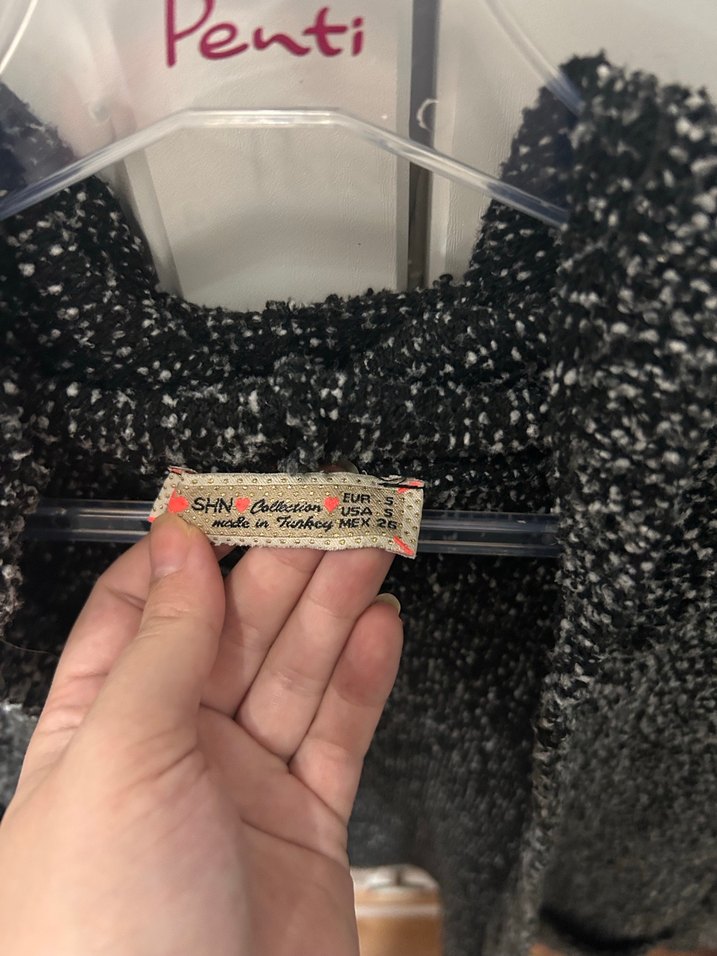 Penti
SHN Collection EUR S
USA S
made in Turkey MEX 26